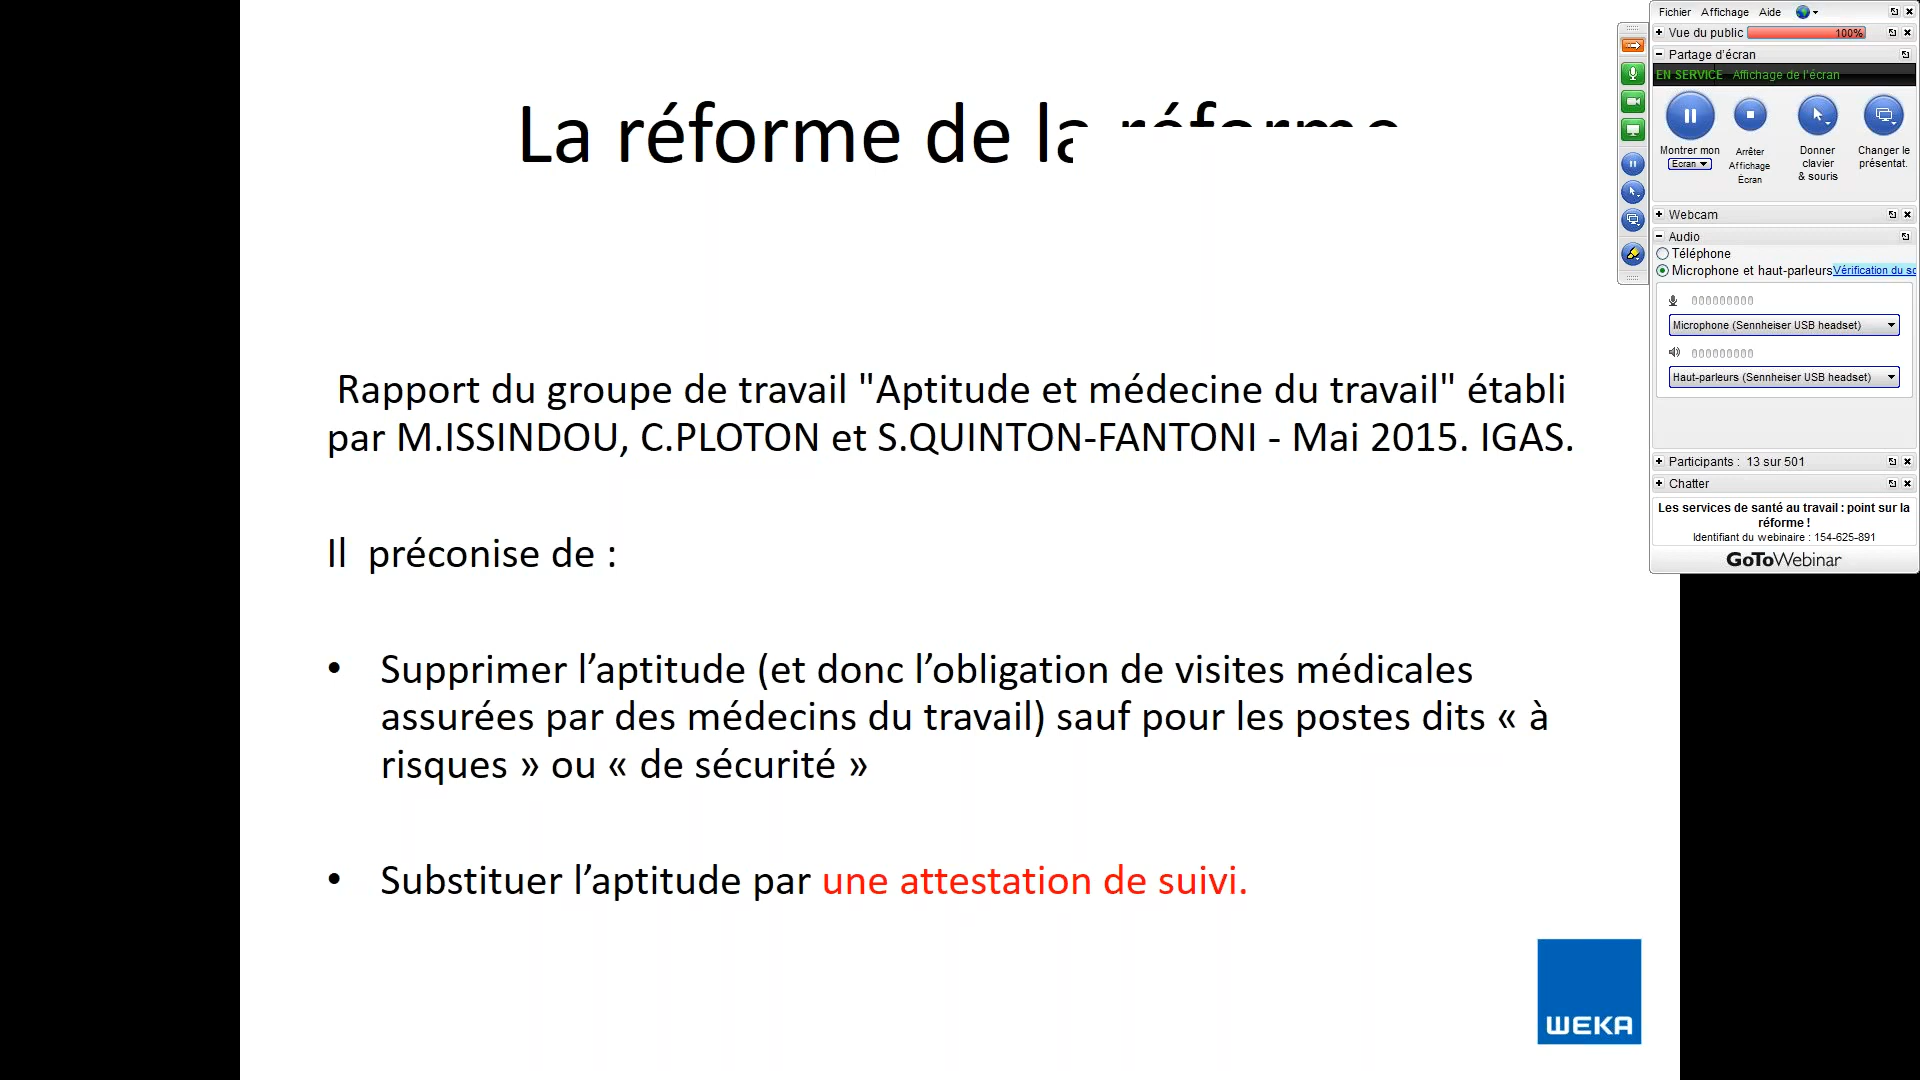 La réforme de la réforme
Rapport du groupe de travail "Aptitude et médecine du travail" établi
par M.ISSINDOU, C.PLOTON et S.QUINTON-FANTONI - Mai 2015. IGAS.
Il préconise de :
• Supprimer l’aptitude (et donc l’obligation de visites médicales
assurées par des médecins du travail) sauf pour les postes dits « à
risques » ou « de sécurité »
• Substituer l’aptitude par une attestation de suivi.
WEKA
Fichier Affichage Aide
Vue du public 100%
Partage d'écran
EN SERVICE Affichage de l'écran
Montrer mon
Ecran
Arrêter
Affichage
Écran
Donner
clavier
& souris
Changer le
présentat.
Webcam
Audio
Téléphone
Microphone et haut-parleurs Vérification du so
000000000
Microphone (Sennheiser USB headset)
000000000
Haut-parleurs (Sennheiser USB headset)
Participants : 13 sur 501
Chatter
Les services de santé au travail : point sur la
réforme !
Identifiant du webinaire : 154-625-891
GoToWebinar